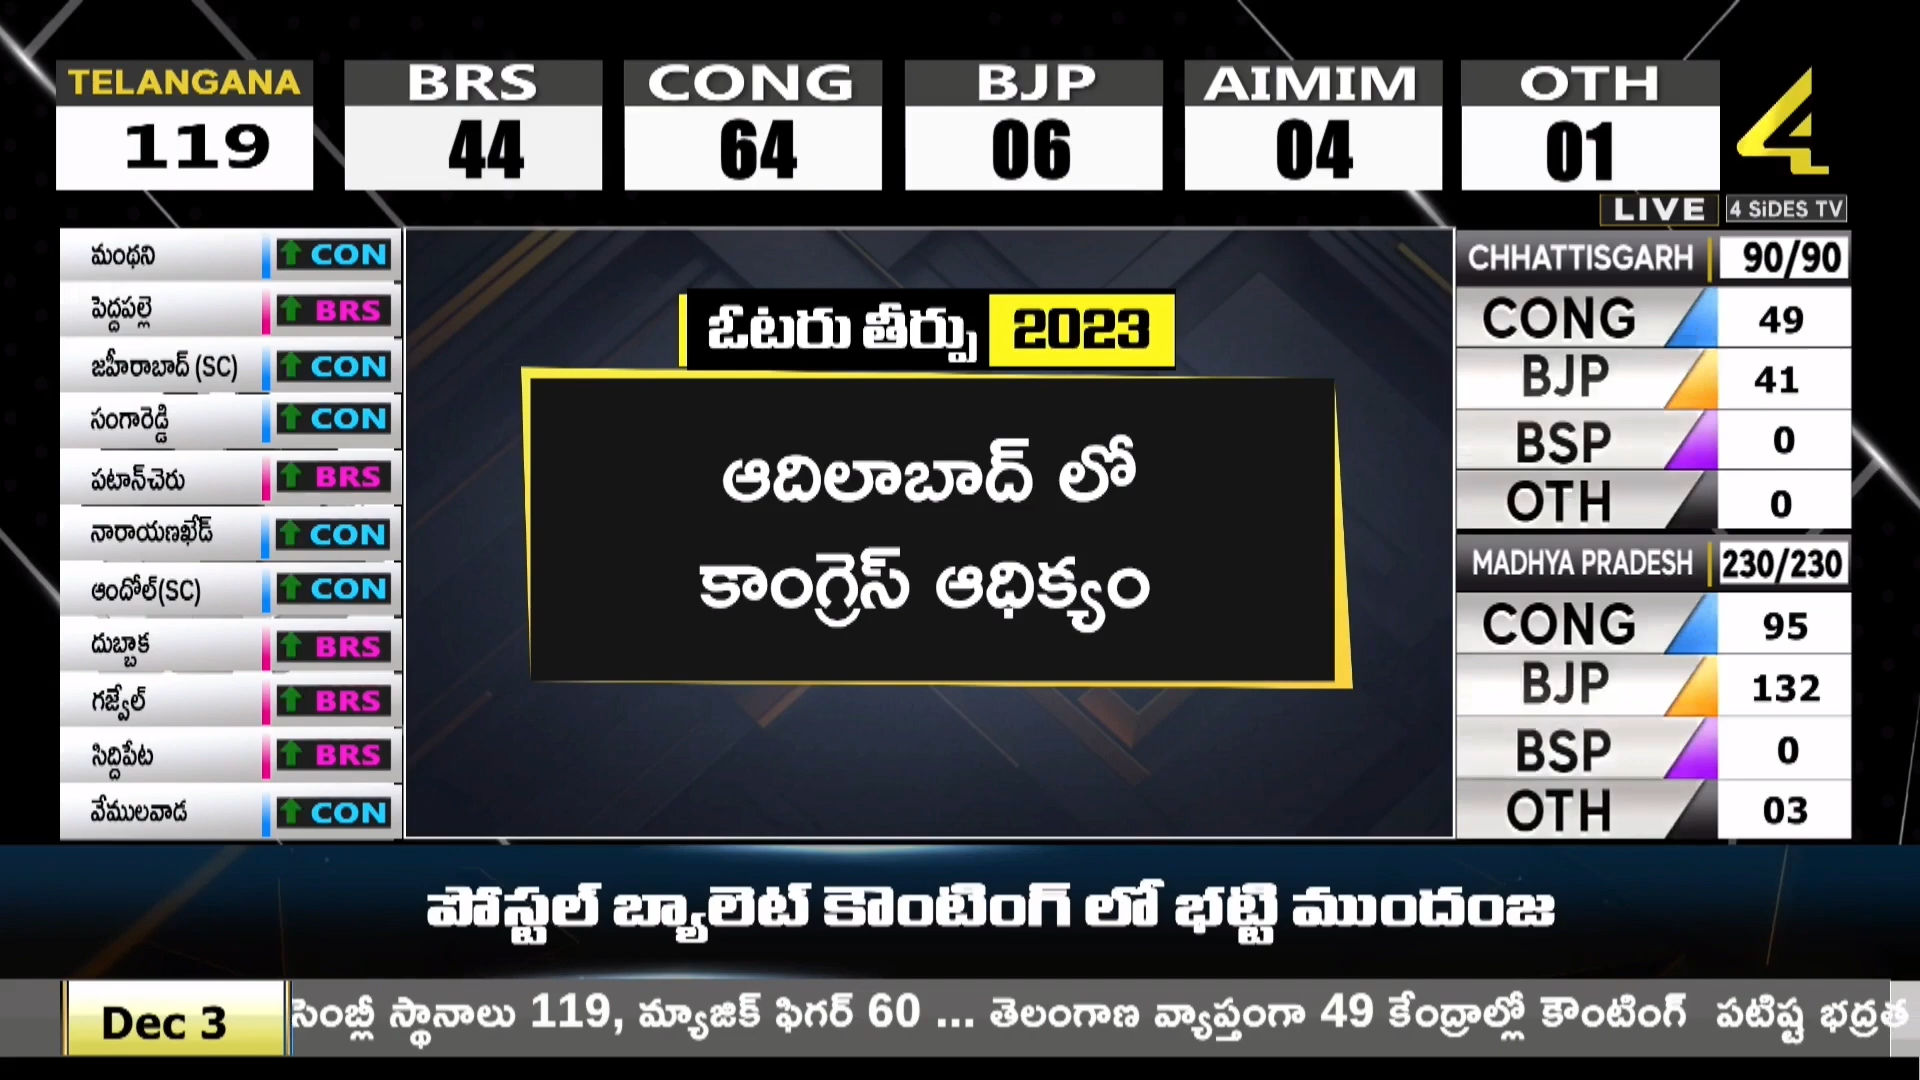 TELANGANA
119
BRS
44
CONG
64
BJP
06
AIMIM
04
OTH
01
LIVE
4 SiDES TV
మంథని CON
పెద్దపల్లె BRS
జహీరాబాద్ (SC) CON
సంగారెడ్డి CON
పటాన్‌చెరు BRS
నారాయణఖేడ్ CON
ఆందోల్(SC) CON
దుబ్బాక BRS
గజ్వేల్ BRS
సిద్దిపేట BRS
వేములవాడ CON
ఓటరు తీర్పు 2023
ఆదిలాబాద్ లో
కాంగ్రెస్ ఆధిక్యం
CHHATTISGARH 90/90
CONG 49
BJP 41
BSP 0
OTH 0
MADHYA PRADESH 230/230
CONG 95
BJP 132
BSP 0
OTH 03
పోస్టల్ బ్యాలెట్ కౌంటింగ్ లో భట్టి ముందంజ
Dec 3
సెంబ్లీ స్థానాలు 119, మ్యాజిక్ ఫిగర్ 60 ... తెలంగాణ వ్యాప్తంగా 49 కేంద్రాల్లో కౌంటింగ్ పటిష్ట భద్రత